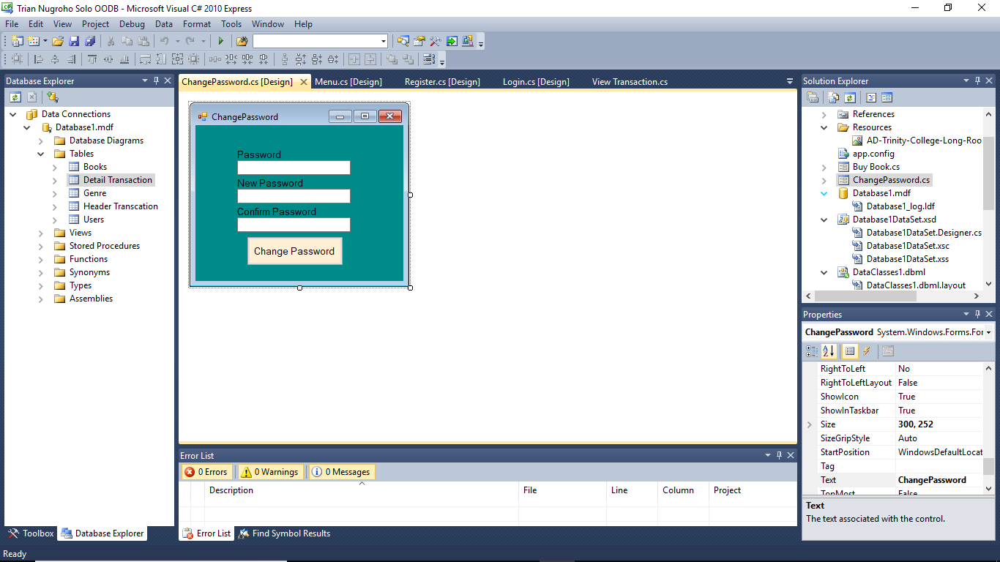 Trian Nugroho Solo OODB - Microsoft Visual C# 2010 Express
File Edit View Project Debug Data Format Tools Window Help
Database Explorer
Data Connections
Database1.mdf
Database Diagrams
Tables
Books
Detail Transaction
Genre
Header Transcation
Users
Views
Stored Procedures
Functions
Synonyms
Types
Assemblies
Toolbox Database Explorer
ChangePassword.cs [Design] Menu.cs [Design] Register.cs [Design] Login.cs [Design] View Transaction.cs
ChangePassword
Password
New Password
Confirm Password
Change Password
Error List
0 Errors 0 Warnings 0 Messages
Description File Line Column Project
Error List Find Symbol Results
Solution Explorer
References
Resources
AD-Trinity-College-Long-Roo
app.config
Buy Book.cs
ChangePassword.cs
Database1.mdf
Database1_log.ldf
Database1DataSet.xsd
Database1DataSet.Designer.cs
Database1DataSet.xsc
Database1DataSet.xss
DataClasses1.dbml
DataClasses1.dbml.layout
Properties
ChangePassword System.Windows.Forms.For
RightToLeft No
RightToLeftLayout False
ShowIcon True
ShowInTaskbar True
Size 300, 252
SizeGripStyle Auto
StartPosition WindowsDefaultLocat
Tag
Text ChangePassword
TopMost False
Text
The text associated with the control.
Ready